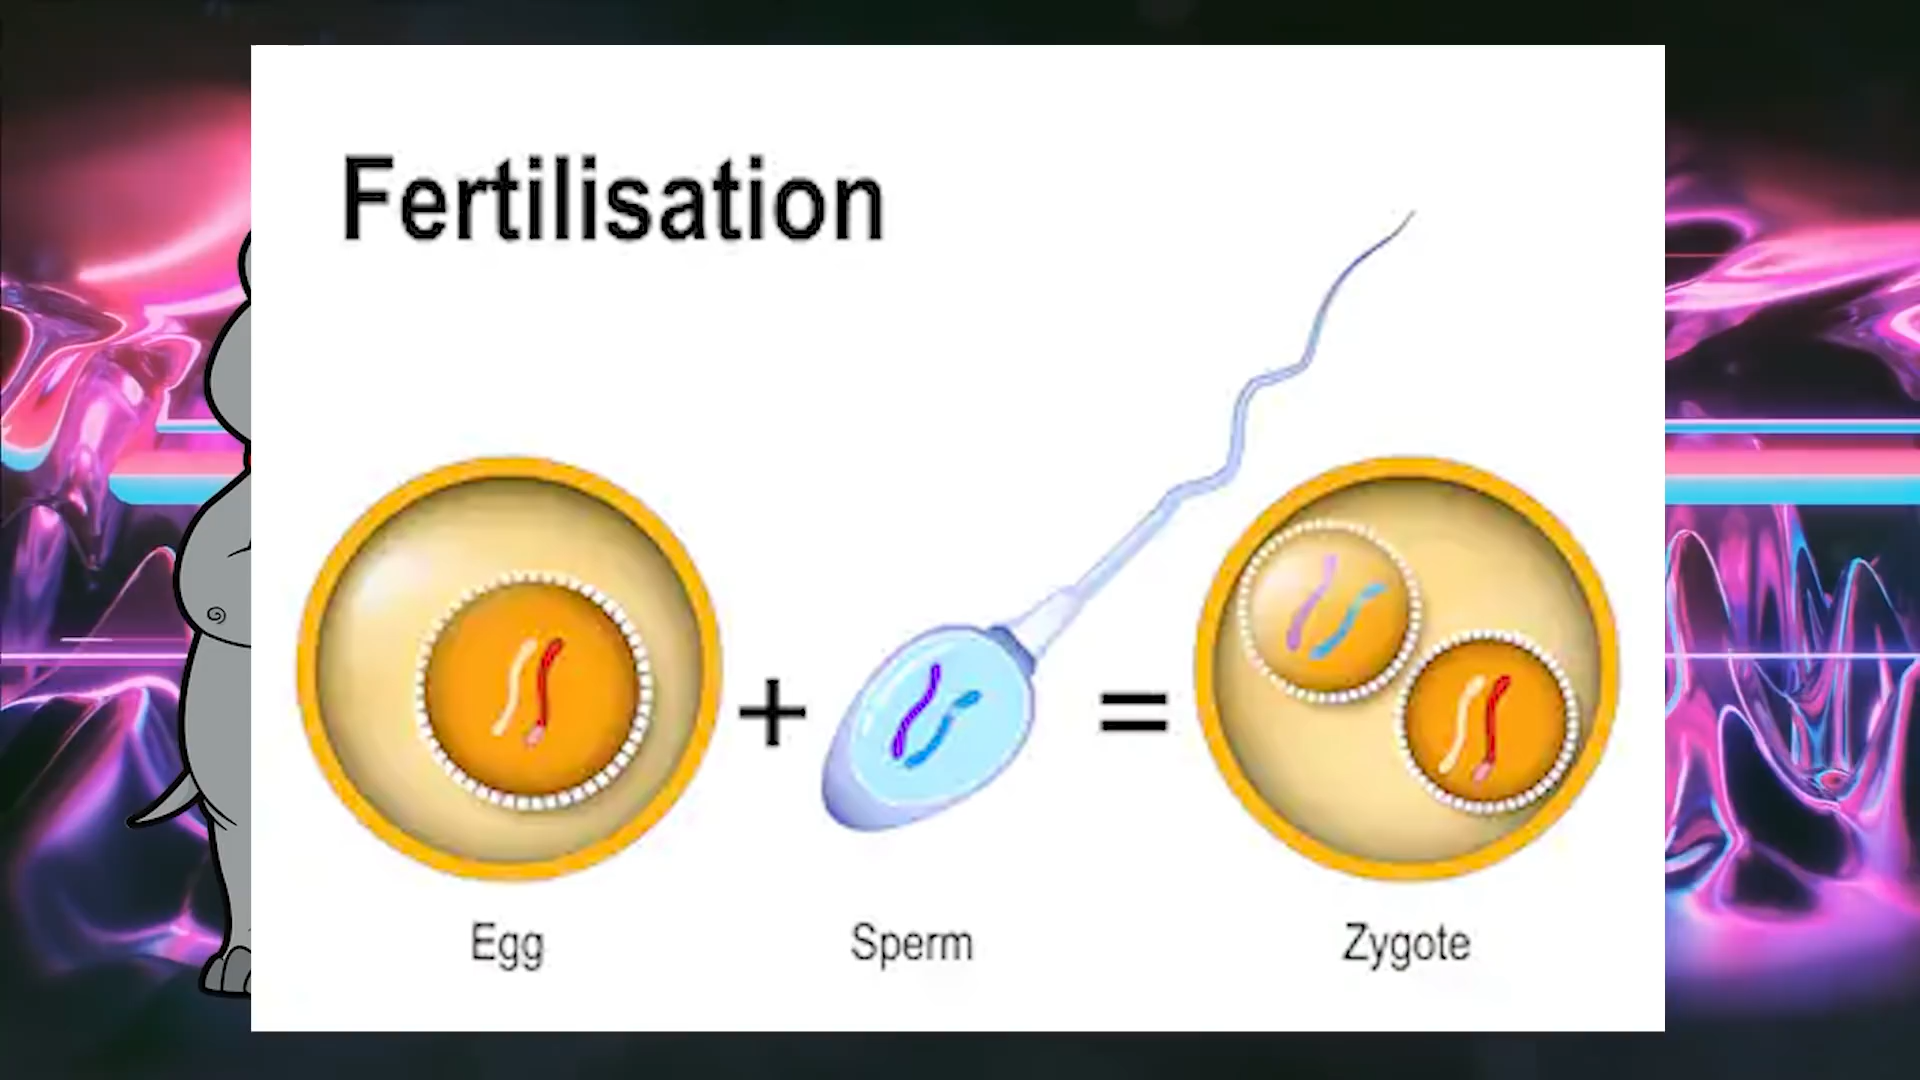 Fertilisation
+
=
Egg
Sperm
Zygote